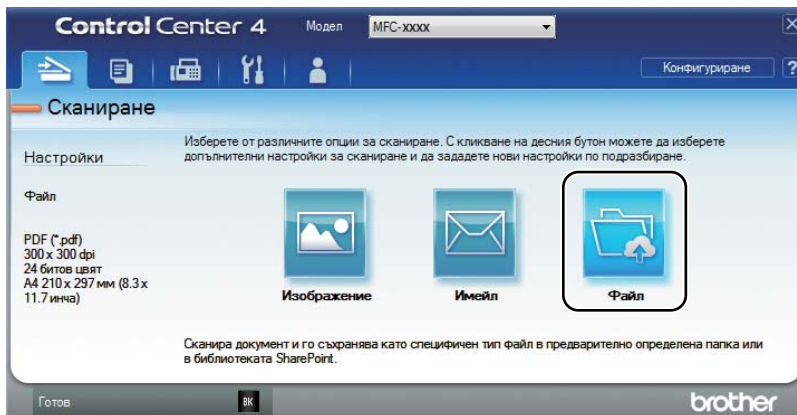 Control Center 4 Модел MFC-xxxx
Конфигуриране ?
Сканиране
Изберете от различните опции за сканиране. С кликване на десния бутон можете да изберете
допълнителни настройки за сканиране и да зададете нови настройки по подразбиране.
Настройки
Файл
PDF (*.pdf)
300 x 300 dpi
24 битов цвят
A4 210 x 297 мм (8.3 x
11.7 инча)
Изображение Имейл Файл
Сканира документ и го съхранява като специфичен тип файл в предварително определена папка или
в библиотеката SharePoint.
Готов BK brother